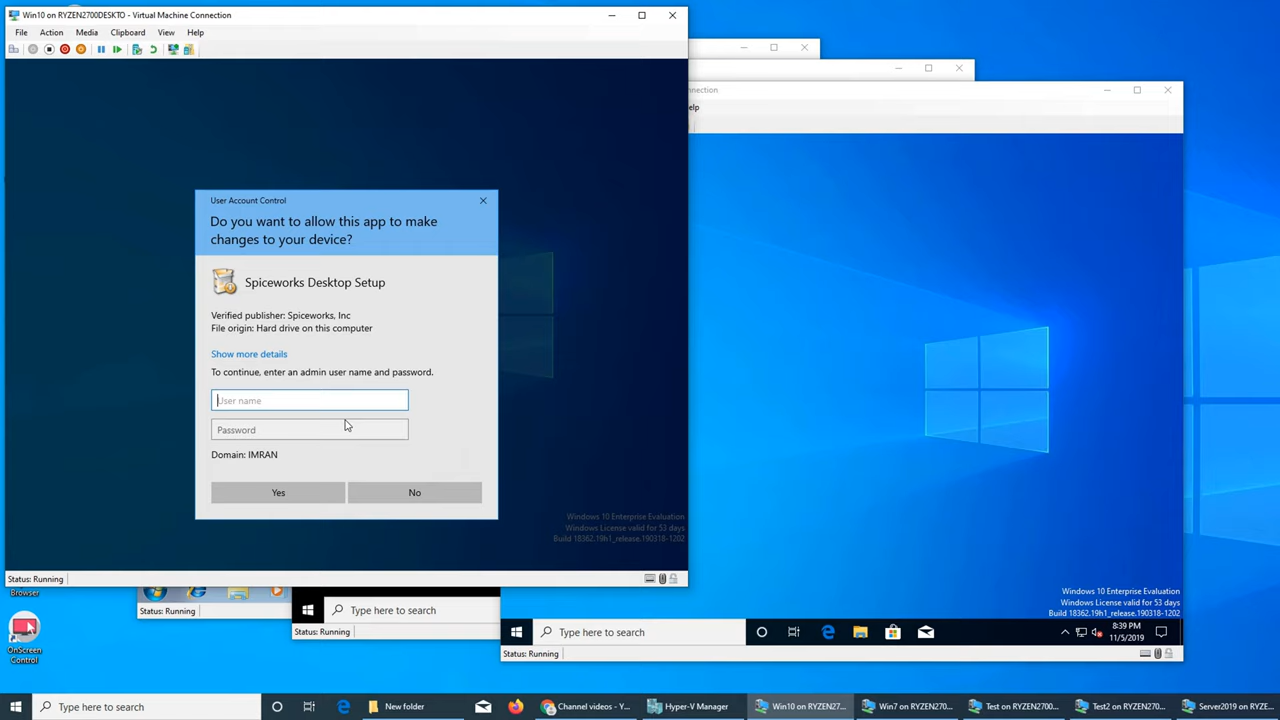 Win10 on RYZEN2700DESKTO - Virtual Machine Connection
File Action Media Clipboard View Help
nnection
elp
User Account Control
Do you want to allow this app to make
changes to your device?
Spiceworks Desktop Setup
Verified publisher: Spiceworks, Inc
File origin: Hard drive on this computer
Show more details
To continue, enter an admin user name and password.
User name
Password
Domain: IMRAN
Yes No
Windows 10 Enterprise Evaluation
Windows License valid for 53 days
Build 18362.19h1_release.190318-1202
Status: Running
Browser
Status: Running
Type here to search
Status: Running
Windows 10 Enterprise Evaluation
Windows License valid for 53 days
Build 18362.19h1_release.190318-1202
Type here to search
8:39 PM
11/5/2019
Status: Running
OnScreen
Control
Type here to search
New folder
Channel videos - Y...
Hyper-V Manager
Win10 on RYZEN27...
Win7 on RYZEN270...
Test on RYZEN2700...
Test2 on RYZEN270...
Server2019 on RYZE...